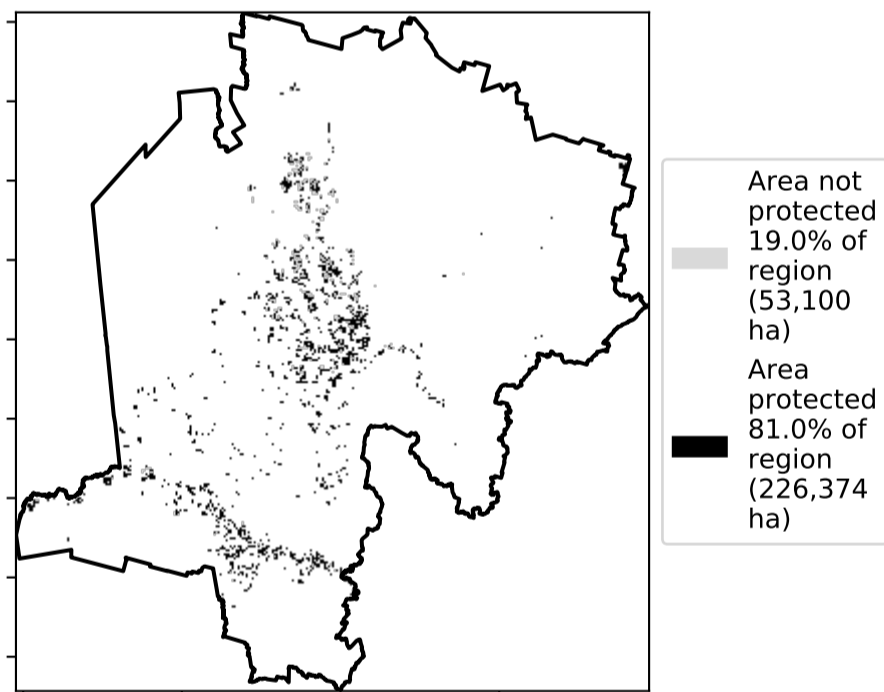 Area not
protected
19.0% of
region
(53,100
ha)
Area
protected
81.0% of
region
(226,374
ha)